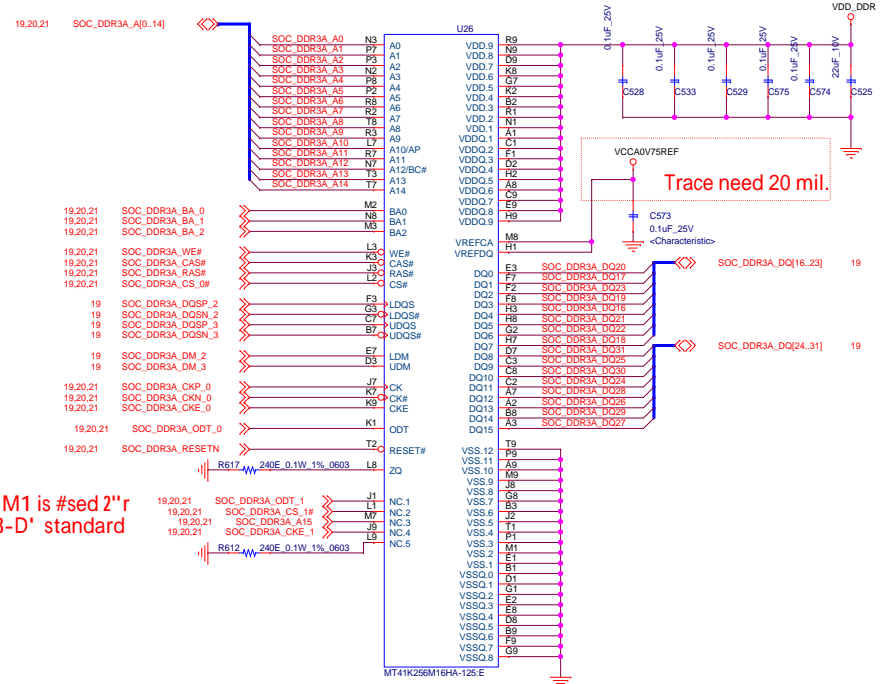 VDD_DDR
U26
19,20,21 SOC_DDR3A_A[0..14]
SOC_DDR3A_A0 N3 A0
SOC_DDR3A_A1 P7 A1
SOC_DDR3A_A2 P3 A2
SOC_DDR3A_A3 N2 A3
SOC_DDR3A_A4 P8 A4
SOC_DDR3A_A5 P2 A5
SOC_DDR3A_A6 R8 A6
SOC_DDR3A_A7 R2 A7
SOC_DDR3A_A8 T8 A8
SOC_DDR3A_A9 R3 A9
SOC_DDR3A_A10 L7 A10/AP
SOC_DDR3A_A11 R7 A11
SOC_DDR3A_A12 N7 A12/BC#
SOC_DDR3A_A13 T3 A13
SOC_DDR3A_A14 T7 A14
19,20,21 SOC_DDR3A_BA_0 M2 BA0
19,20,21 SOC_DDR3A_BA_1 N8 BA1
19,20,21 SOC_DDR3A_BA_2 M3 BA2
19,20,21 SOC_DDR3A_WE# L3 WE#
19,20,21 SOC_DDR3A_CAS# K3 CAS#
19,20,21 SOC_DDR3A_RAS# J3 RAS#
19,20,21 SOC_DDR3A_CS_0# L2 CS#
19 SOC_DDR3A_DQSP_2 F3 LDQS
19 SOC_DDR3A_DQSN_2 G3 LDQS#
19 SOC_DDR3A_DQSP_3 C7 UDQS
19 SOC_DDR3A_DQSN_3 B7 UDQS#
19 SOC_DDR3A_DM_2 E7 LDM
19 SOC_DDR3A_DM_3 D3 UDM
19,20,21 SOC_DDR3A_CKP_0 J7 CK
19,20,21 SOC_DDR3A_CKN_0 K7 CK#
19,20,21 SOC_DDR3A_CKE_0 K9 CKE
19,20,21 SOC_DDR3A_ODT_0 K1 ODT
19,20,21 SOC_DDR3A_RESETN T2 RESET#
R617 240E_0.1W_1%_0603 L8 ZQ
M1 is #sed 2''r
3-D' standard
19,20,21 SOC_DDR3A_ODT_1 J1 NC.1
19,20,21 SOC_DDR3A_CS_1# L1 NC.2
19,20,21 SOC_DDR3A_A15 M7 NC.3
19,20,21 SOC_DDR3A_CKE_1 J9 NC.4
R612 240E_0.1W_1%_0603 L9 NC.5
VDD.9 R9
VDD.8 N9
VDD.7 D9
VDD.6 K8
VDD.5 G7
VDD.4 K2
VDD.3 B2
VDD.2 R1
VDD.1 N1
VDDQ.1 A1
VDDQ.2 C1
VDDQ.3 F1
VDDQ.4 D2
VDDQ.5 H2
VDDQ.6 A8
VDDQ.7 C9
VDDQ.8 E9
VDDQ.9 H9
VREFCA M8
VREFDQ H1
DQ0 E3 SOC_DDR3A_DQ20
DQ1 F7 SOC_DDR3A_DQ17
DQ2 F2 SOC_DDR3A_DQ23
DQ3 F8 SOC_DDR3A_DQ19
DQ4 H3 SOC_DDR3A_DQ16
DQ5 H8 SOC_DDR3A_DQ21
DQ6 G2 SOC_DDR3A_DQ22
DQ7 H7 SOC_DDR3A_DQ18
DQ8 D7 SOC_DDR3A_DQ31
DQ9 C3 SOC_DDR3A_DQ25
DQ10 C8 SOC_DDR3A_DQ30
DQ11 C2 SOC_DDR3A_DQ24
DQ12 A7 SOC_DDR3A_DQ28
DQ13 A2 SOC_DDR3A_DQ26
DQ14 B8 SOC_DDR3A_DQ29
DQ15 A3 SOC_DDR3A_DQ27
VSS.12 T9
VSS.11 P9
VSS.10 A9
VSS.9 M9
VSS.8 J8
VSS.7 G8
VSS.6 B3
VSS.5 J2
VSS.4 T1
VSS.3 P1
VSS.2 M1
VSS.1 E1
VSSQ.0 B1
VSSQ.1 D1
VSSQ.2 G1
VSSQ.3 E2
VSSQ.4 E8
VSSQ.5 D8
VSSQ.6 B9
VSSQ.7 F9
VSSQ.8 G9
MT41K256M16HA-125:E
0.1uF_25V C528
0.1uF_25V C533
0.1uF_25V C529
0.1uF_25V C575
0.1uF_25V C574
22uF_10V C525
VCCA0V75REF
Trace need 20 mil.
C573
0.1uF_25V
<Characteristic>
SOC_DDR3A_DQ[16..23] 19
SOC_DDR3A_DQ[24..31] 19